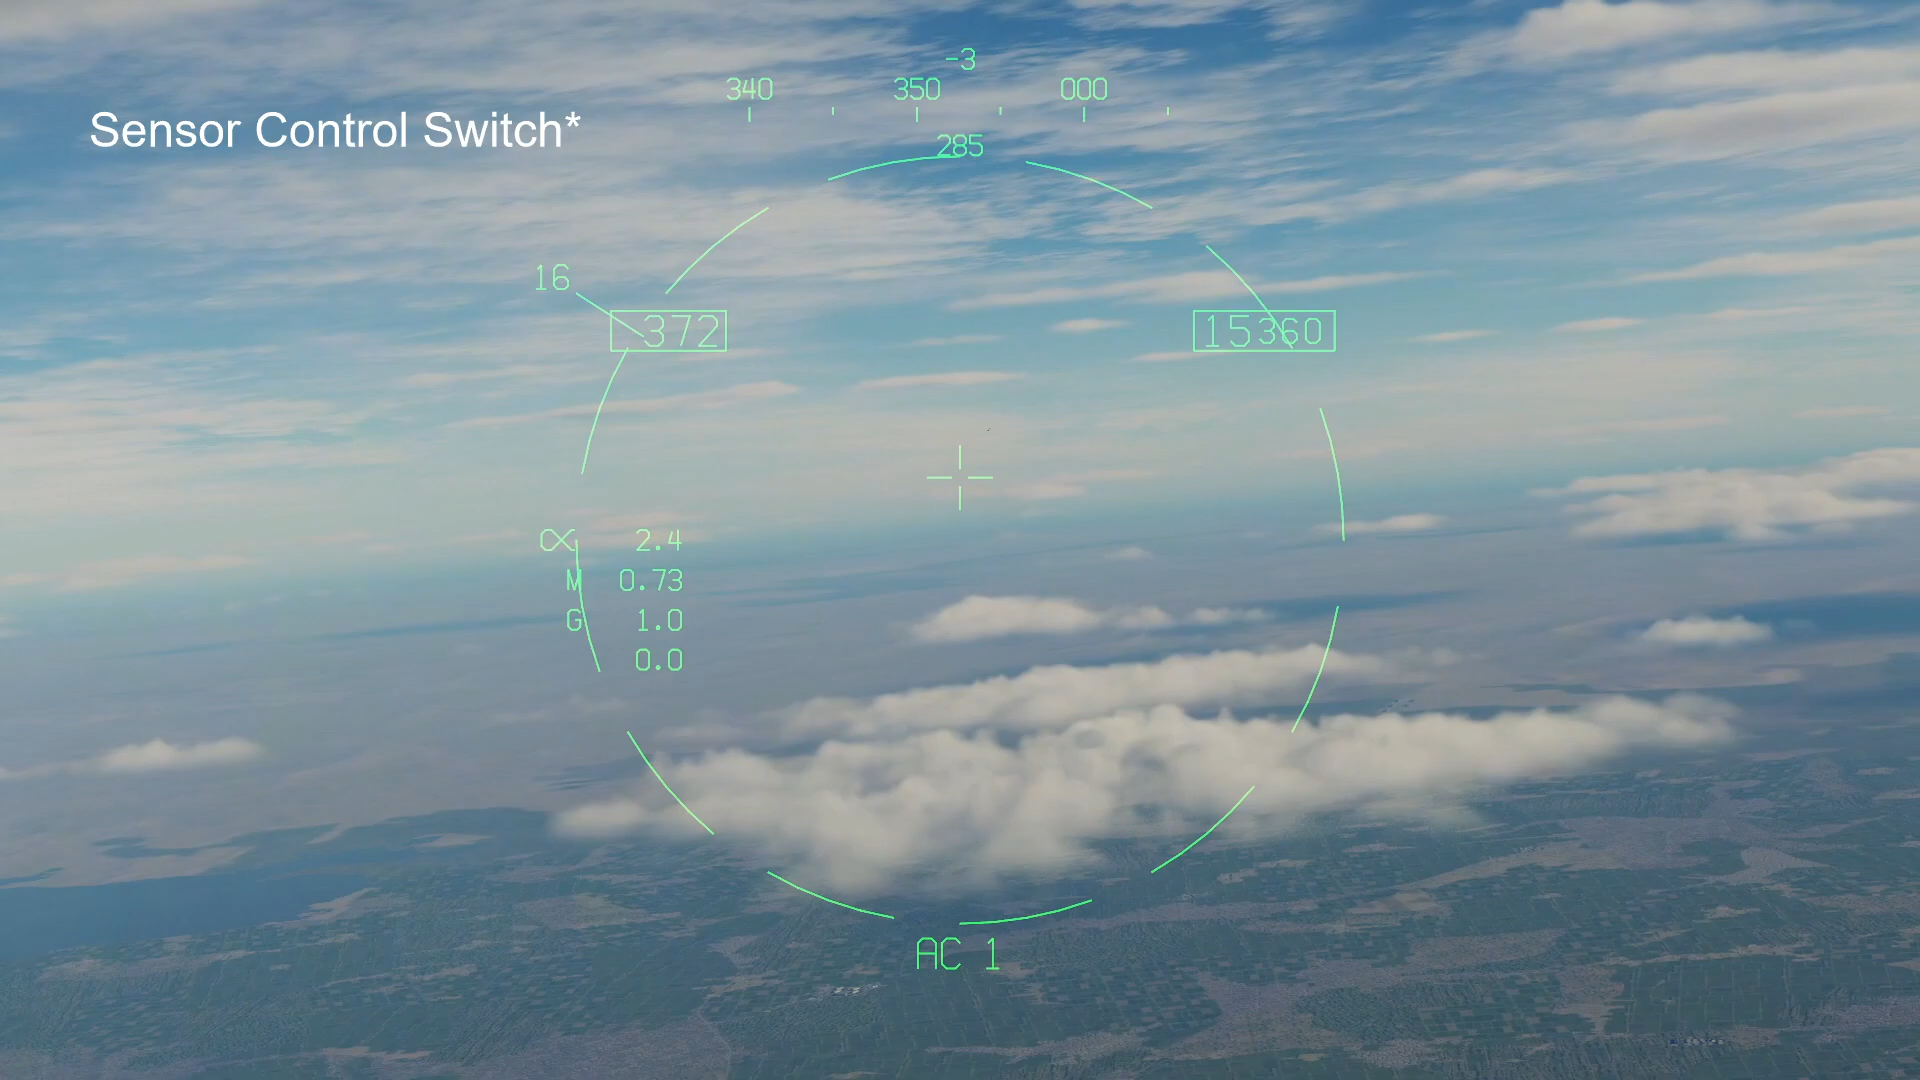 -3
340 350 000
Sensor Control Switch*
285
16
372 15360
∝ 2.4
M 0.73
G 1.0
0.0
AC 1